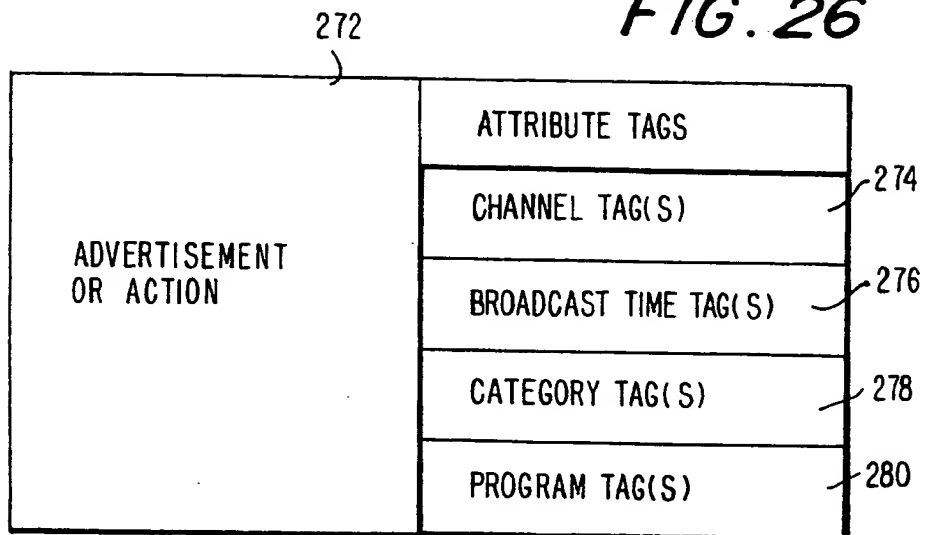 FIG. 26
272
ATTRIBUTE TAGS
274
CHANNEL TAG(S)
ADVERTISEMENT
OR ACTION
276
BROADCAST TIME TAG(S)
278
CATEGORY TAG(S)
280
PROGRAM TAG(S)